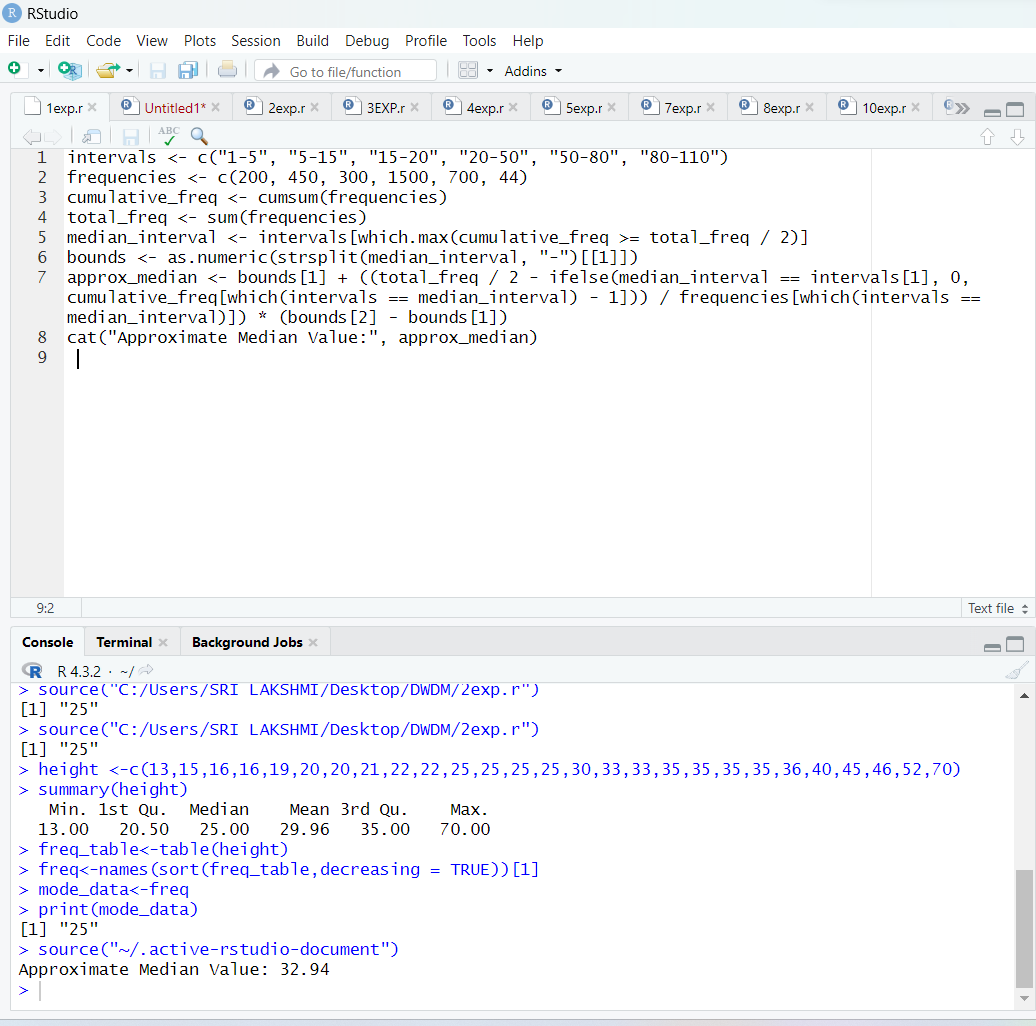 RStudio
File Edit Code View Plots Session Build Debug Profile Tools Help
Go to file/function Addins
1exp.r Untitled1* 2exp.r 3EXP.r 4exp.r 5exp.r 7exp.r 8exp.r 10exp.r
ABC
1 intervals <- c("1-5", "5-15", "15-20", "20-50", "50-80", "80-110")
2 frequencies <- c(200, 450, 300, 1500, 700, 44)
3 cumulative_freq <- cumsum(frequencies)
4 total_freq <- sum(frequencies)
5 median_interval <- intervals[which.max(cumulative_freq >= total_freq / 2)]
6 bounds <- as.numeric(strsplit(median_interval, "-")[[1]])
7 approx_median <- bounds[1] + ((total_freq / 2 - ifelse(median_interval == intervals[1], 0,
cumulative_freq[which(intervals == median_interval) - 1])) / frequencies[which(intervals ==
median_interval)]) * (bounds[2] - bounds[1])
8 cat("Approximate Median Value:", approx_median)
9
9:2 Text file
Console Terminal Background Jobs
R 4.3.2 · ~/
> source("C:/Users/SRI LAKSHMI/Desktop/DWDM/2exp.r")
[1] "25"
> source("C:/Users/SRI LAKSHMI/Desktop/DWDM/2exp.r")
[1] "25"
> height <-c(13,15,16,16,19,20,20,21,22,22,25,25,25,25,30,33,33,35,35,35,35,36,40,45,46,52,70)
> summary(height)
Min. 1st Qu. Median Mean 3rd Qu. Max.
13.00 20.50 25.00 29.96 35.00 70.00
> freq_table<-table(height)
> freq<-names(sort(freq_table,decreasing = TRUE))[1]
> mode_data<-freq
> print(mode_data)
[1] "25"
> source("~/.active-rstudio-document")
Approximate Median Value: 32.94
>